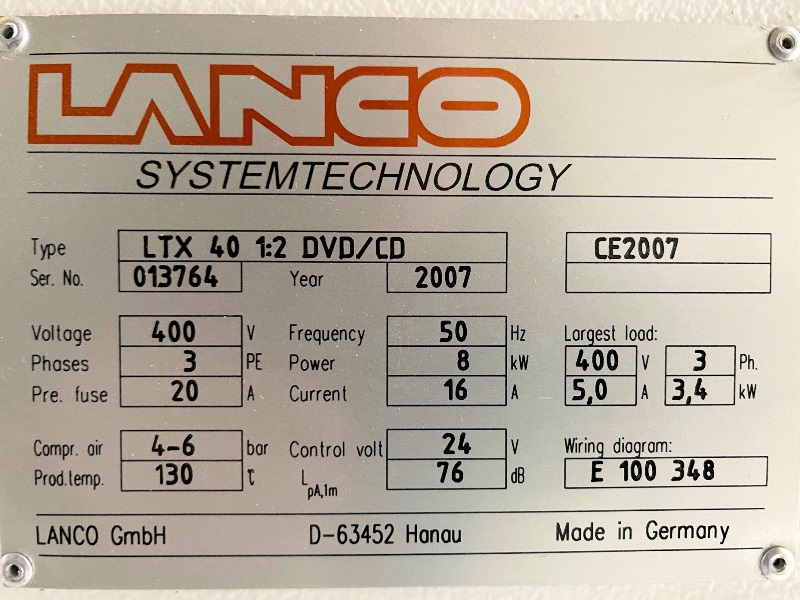 LANCO
SYSTEMTECHNOLOGY
Type LTX 40 1:2 DVD/CD CE2007
Ser. No. 013764 Year 2007
Voltage 400 V Frequency 50 Hz Largest load:
Phases 3 PE Power 8 kW 400 V 3 Ph.
Pre. fuse 20 A Current 16 A 5,0 A 3,4 kW
Compr. air 4-6 bar Control volt 24 V Wiring diagram:
Prod.temp. 130 ℃ L pA,1m 76 dB E 100 348
LANCO GmbH D-63452 Hanau Made in Germany